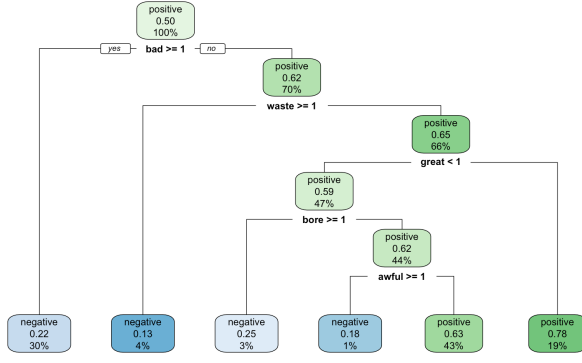 positive
0.50
100%
yes bad >= 1 no
positive
0.62
70%
waste >= 1
positive
0.65
66%
great < 1
positive
0.59
47%
bore >= 1
positive
0.62
44%
awful >= 1
negative
0.22
30%
negative
0.13
4%
negative
0.25
3%
negative
0.18
1%
positive
0.63
43%
positive
0.78
19%